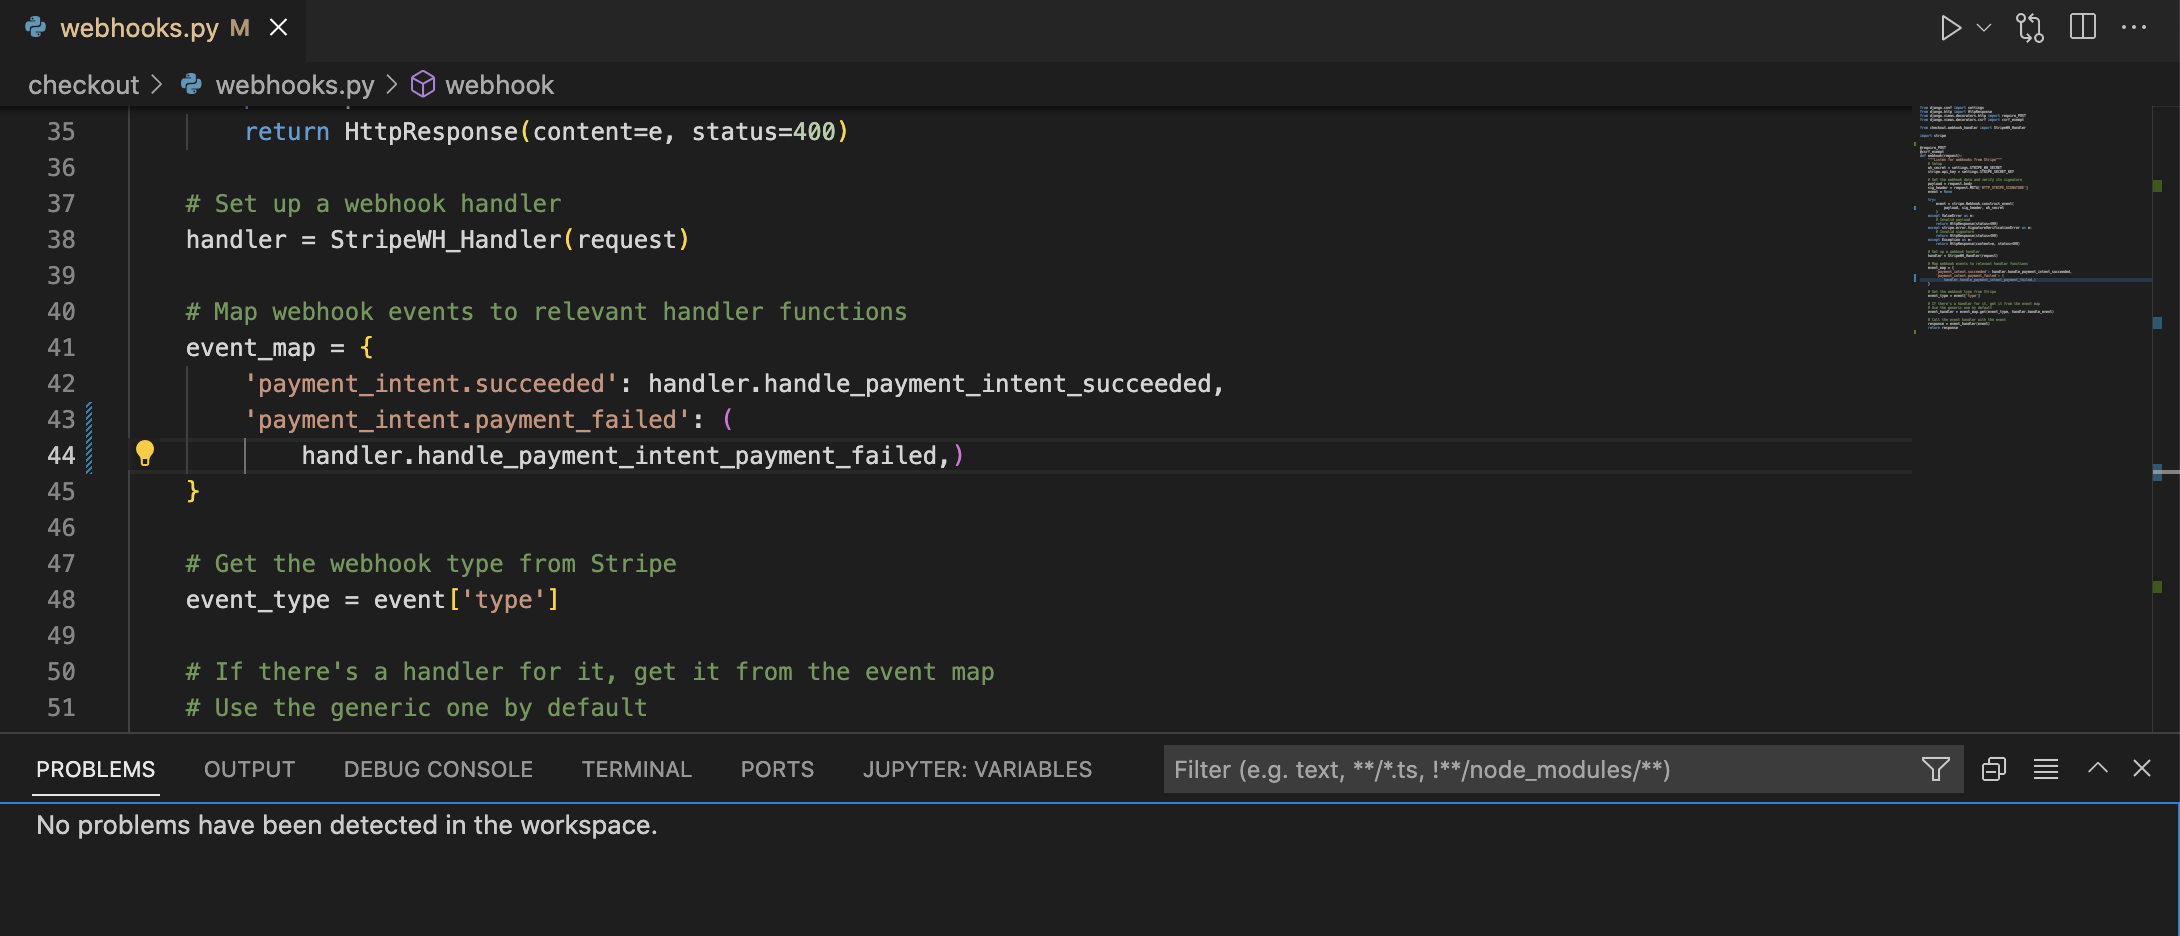 webhooks.py M
checkout > webhooks.py > webhook
35 return HttpResponse(content=e, status=400)
36
37 # Set up a webhook handler
38 handler = StripeWH_Handler(request)
39
40 # Map webhook events to relevant handler functions
41 event_map = {
42 'payment_intent.succeeded': handler.handle_payment_intent_succeeded,
43 'payment_intent.payment_failed': (
44 handler.handle_payment_intent_payment_failed,)
45 }
46
47 # Get the webhook type from Stripe
48 event_type = event['type']
49
50 # If there's a handler for it, get it from the event map
51 # Use the generic one by default
PROBLEMS OUTPUT DEBUG CONSOLE TERMINAL PORTS JUPYTER: VARIABLES Filter (e.g. text, **/*.ts, !**/node_modules/**)
No problems have been detected in the workspace.